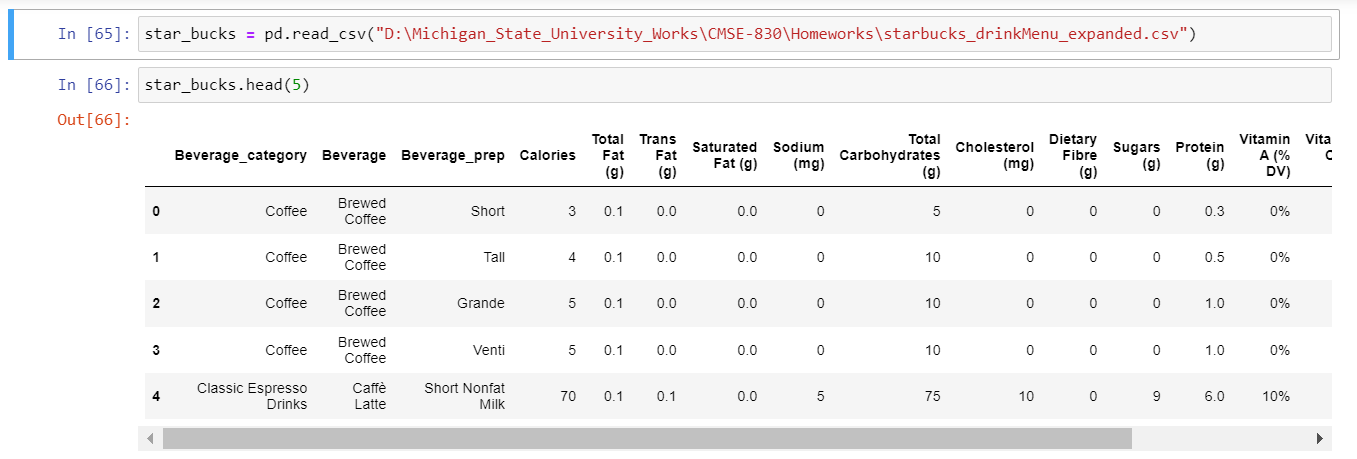 In [65]: star_bucks = pd.read_csv("D:\Michigan_State_University_Works\CMSE-830\Homeworks\starbucks_drinkMenu_expanded.csv")
In [66]: star_bucks.head(5)
Out[66]:
Beverage_category Beverage Beverage_prep Calories Total Fat (g) Trans Fat (g) Saturated Fat (g) Sodium (mg) Total Carbohydrates (g) Cholesterol (mg) Dietary Fibre (g) Sugars (g) Protein (g) Vitamin A (% DV)
0 Coffee Brewed Coffee Short 3 0.1 0.0 0.0 0 5 0 0 0 0.3 0%
1 Coffee Brewed Coffee Tall 4 0.1 0.0 0.0 0 10 0 0 0 0.5 0%
2 Coffee Brewed Coffee Grande 5 0.1 0.0 0.0 0 10 0 0 0 1.0 0%
3 Coffee Brewed Coffee Venti 5 0.1 0.0 0.0 0 10 0 0 0 1.0 0%
4 Classic Espresso Drinks Caffè Latte Short Nonfat Milk 70 0.1 0.1 0.0 5 75 10 0 9 6.0 10%